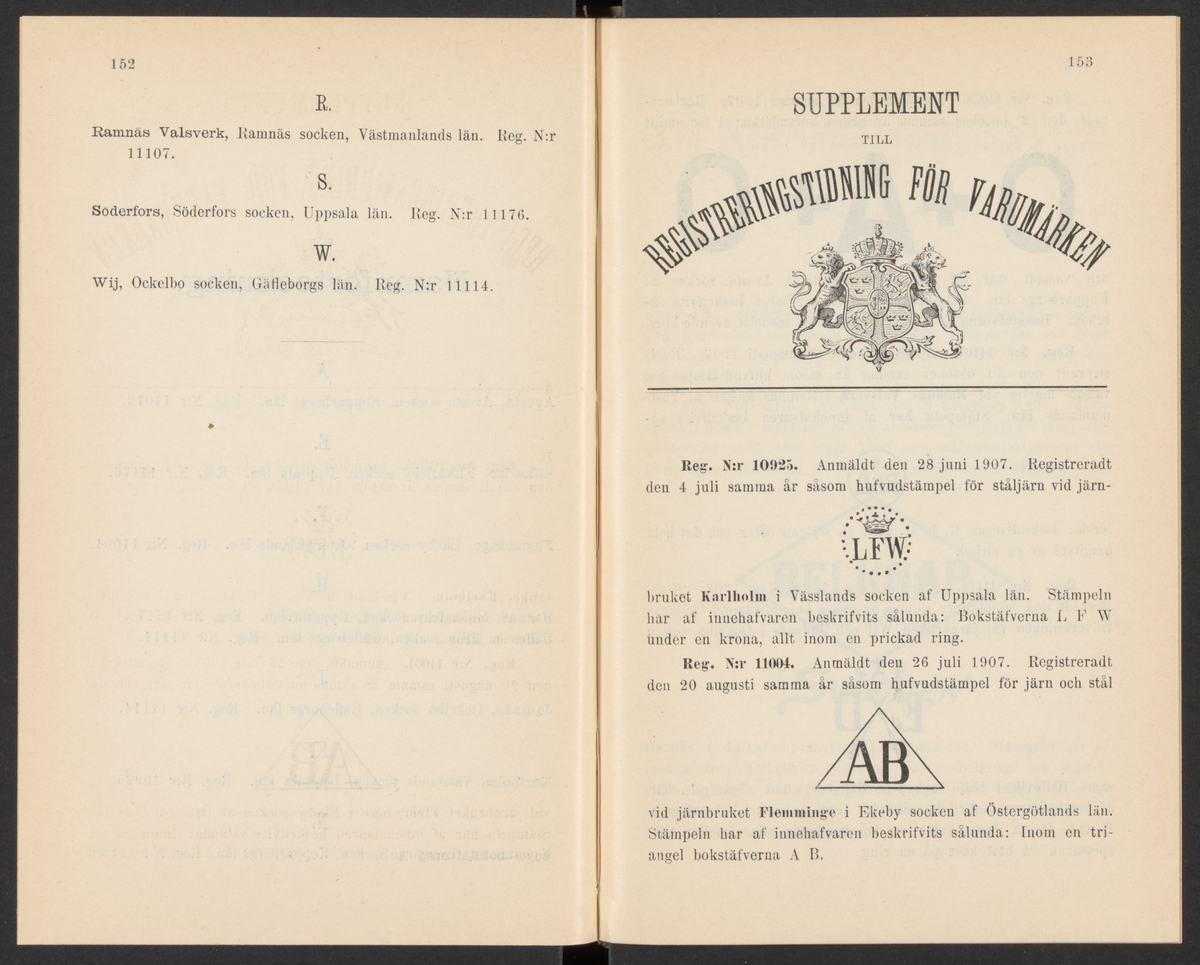 152
R.
Ramnäs Valsverk, Ramnäs socken, Västmanlands län. Reg. N:r
11107.
S.
Söderfors, Söderfors socken, Uppsala län. Reg. N:r 11176.
W.
Wij, Ockelbo socken, Gäfleborgs län. Reg. N:r 11114.
153
SUPPLEMENT
TILL
REGISTRERINGSTIDNING FÖR VARUMÄRKEN
Reg. N:r 10925. Anmäldt den 28 juni 1907. Registreradt
den 4 juli samma år såsom hufvudstämpel för ståljärn vid järn-
LFW
bruket Karlholm i Vässlands socken af Uppsala län. Stämpeln
har af innehafvaren beskrifvits sålunda: Bokstäfverna L F W
under en krona, allt inom en prickad ring.
Reg. N:r 11004. Anmäldt den 26 juli 1907. Registreradt
den 20 augusti samma år såsom hufvudstämpel för järn och stål
AB
vid järnbruket Flemminge i Ekeby socken af Östergötlands län.
Stämpeln har af innehafvaren beskrifvits sålunda: Inom en tri-
angel bokstäfverna A B.